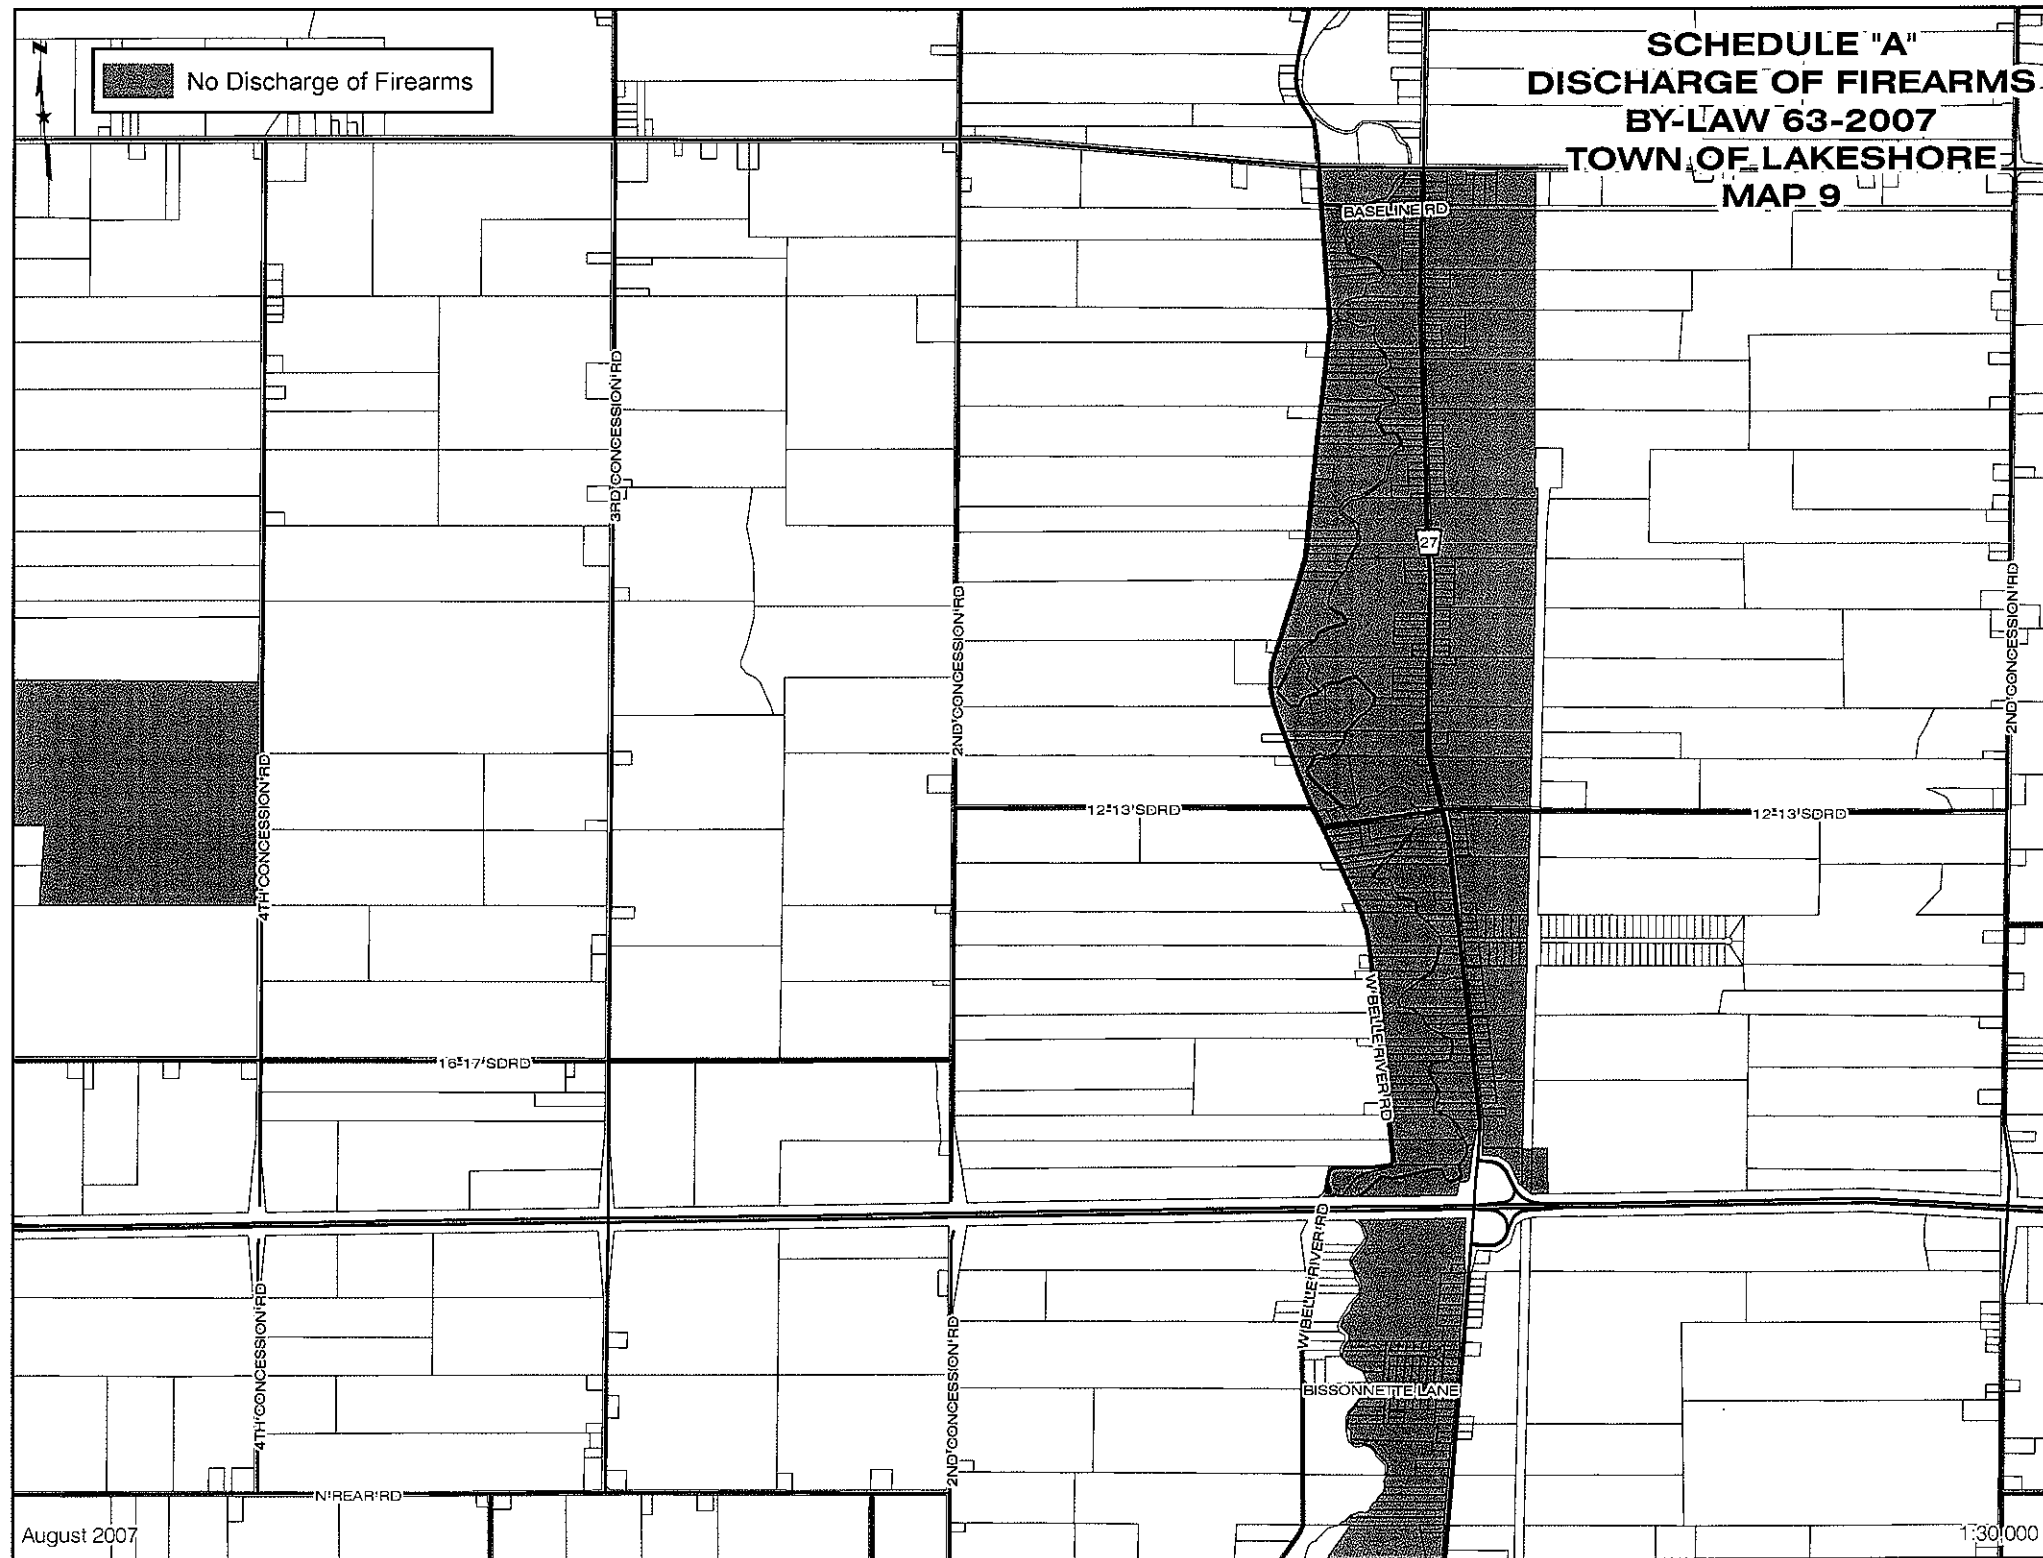 N
No Discharge of Firearms
SCHEDULE "A"
DISCHARGE OF FIREARMS
BY-LAW 63-2007
TOWN OF LAKESHORE
MAP 9
BASELINE RD
3RD CONCESSION RD
27
2ND CONCESSION RD
2ND CONCESSION RD
4TH CONCESSION RD
12-13 SDRD
12-13 SDRD
W BELLE RIVER RD
16-17 SDRD
W BELLE RIVER RD
4TH CONCESSION RD
2ND CONCESSION RD
BISSONNETTE LANE
N REAR RD
August 2007
1:30,000